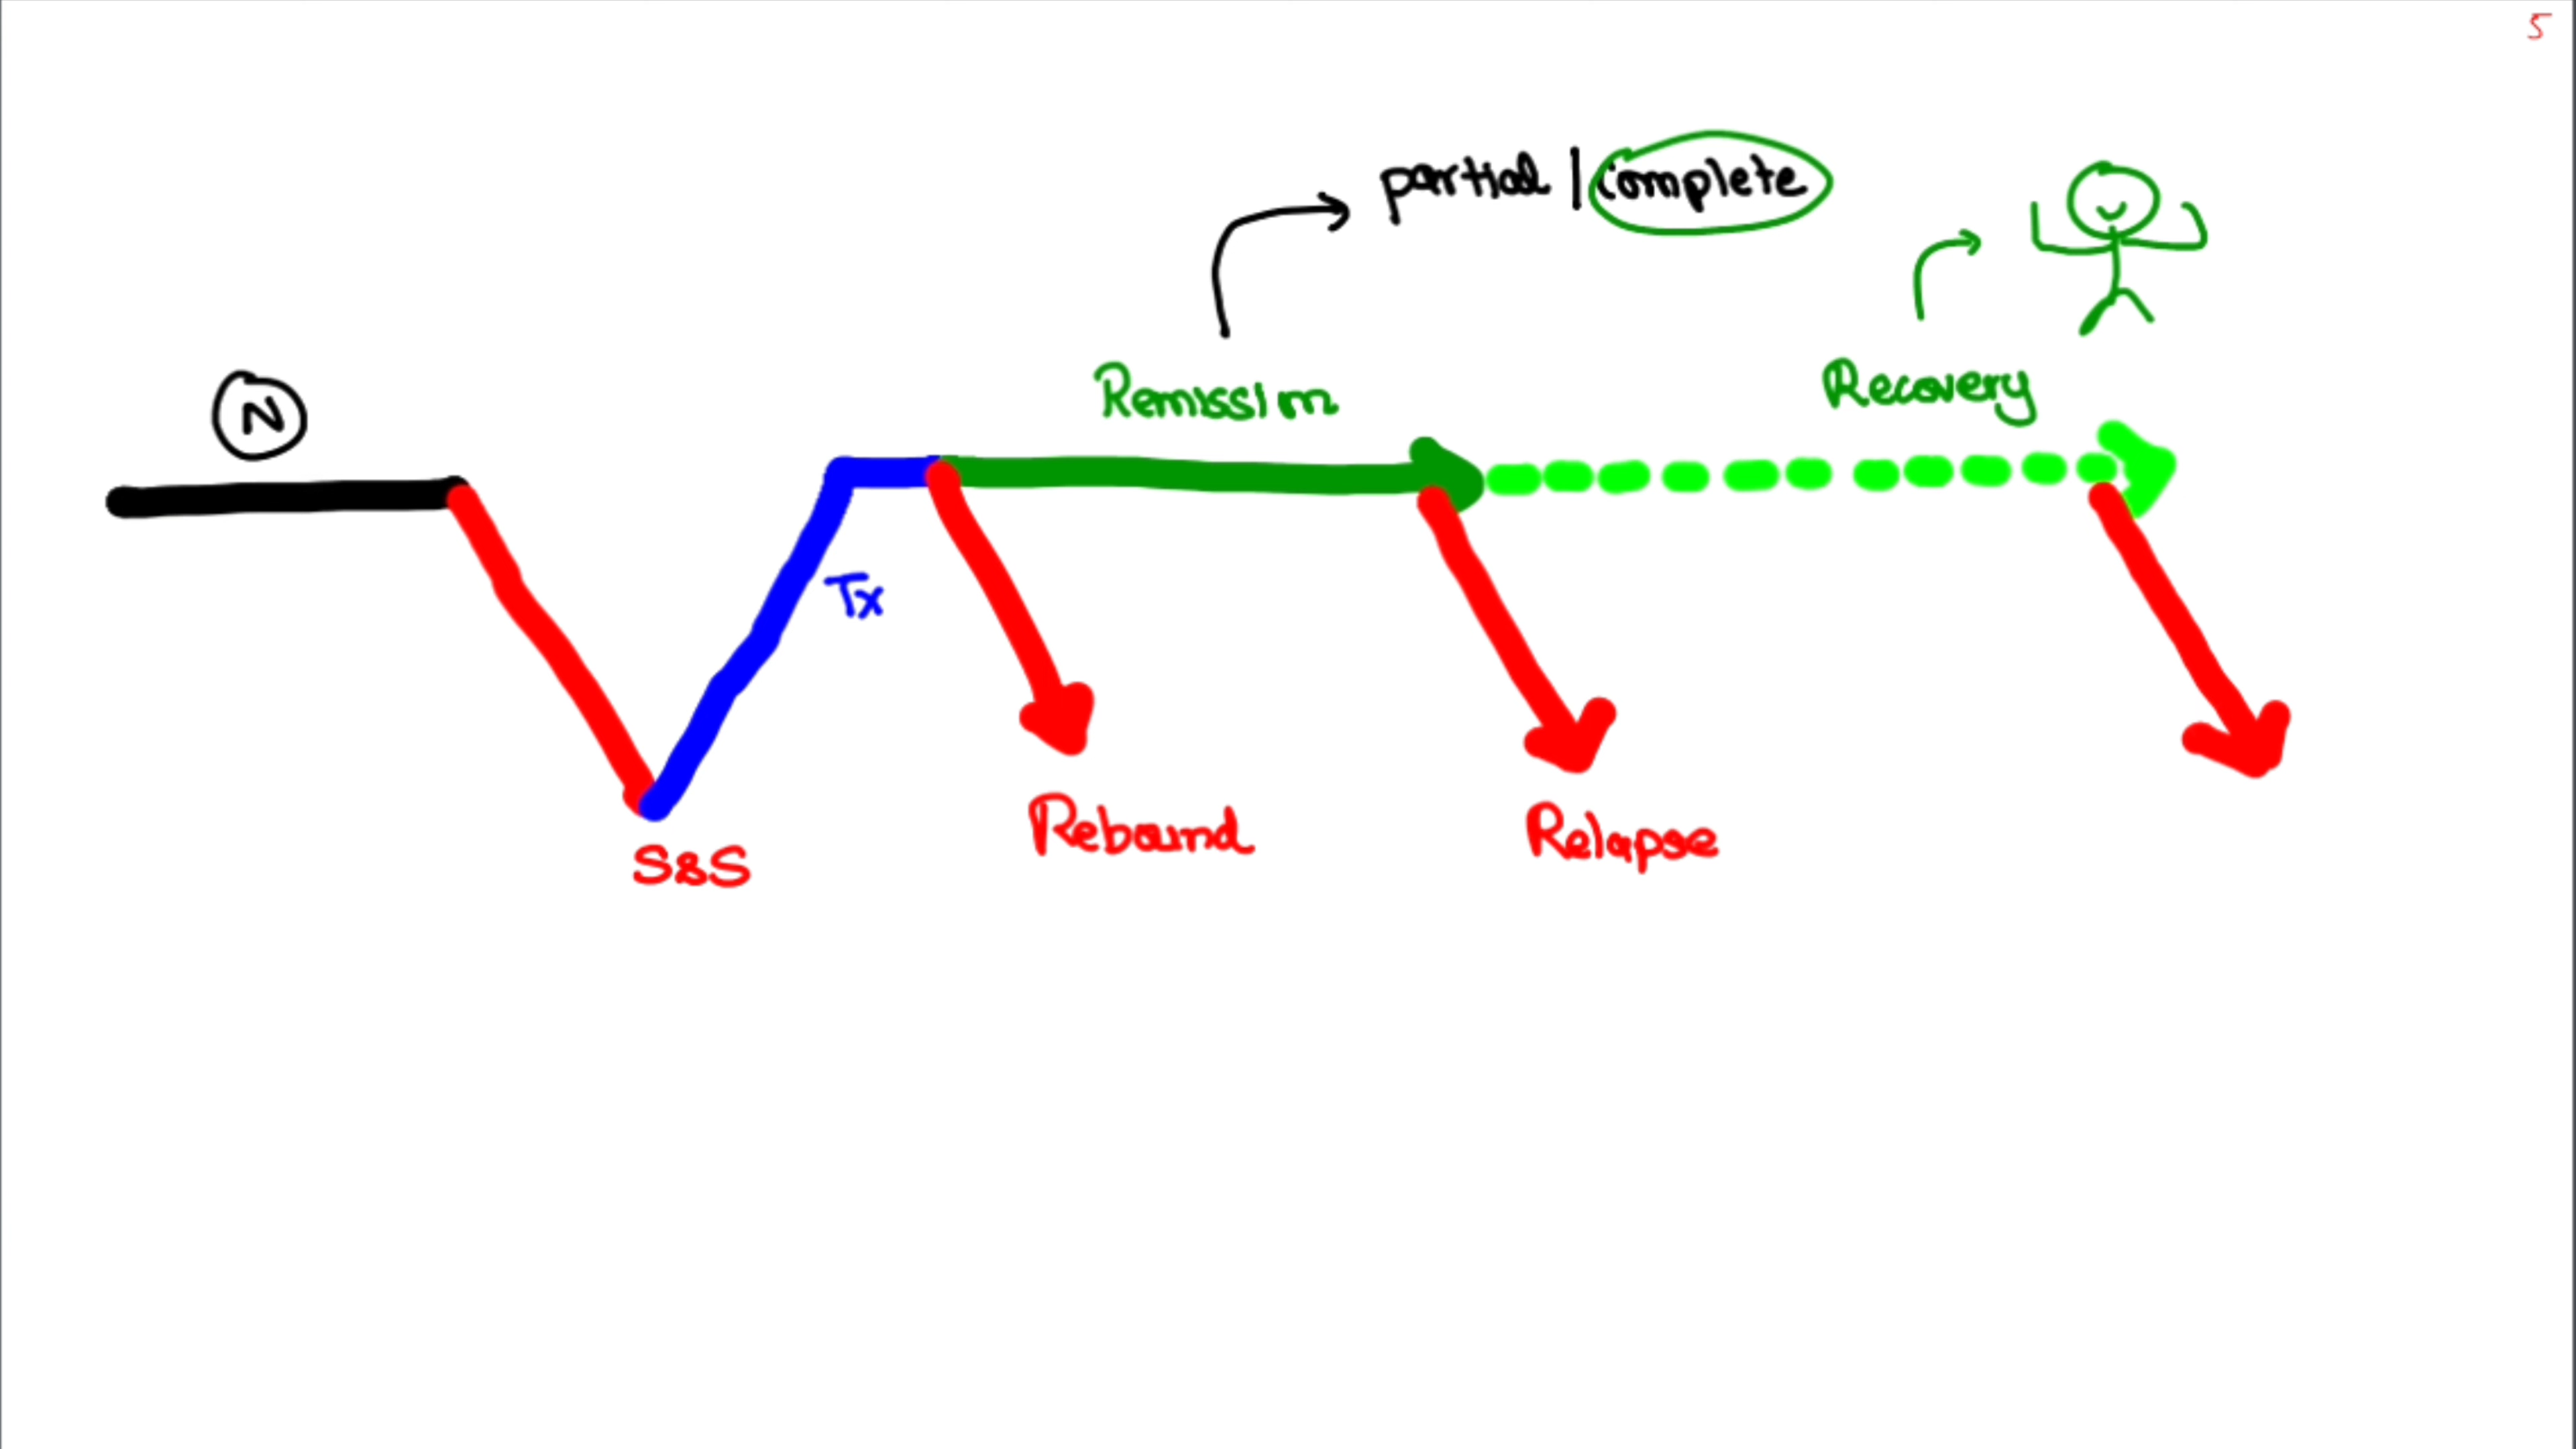 5
partial | complete
N
Remission
Recovery
Tx
Rebound
Relapse
S&S